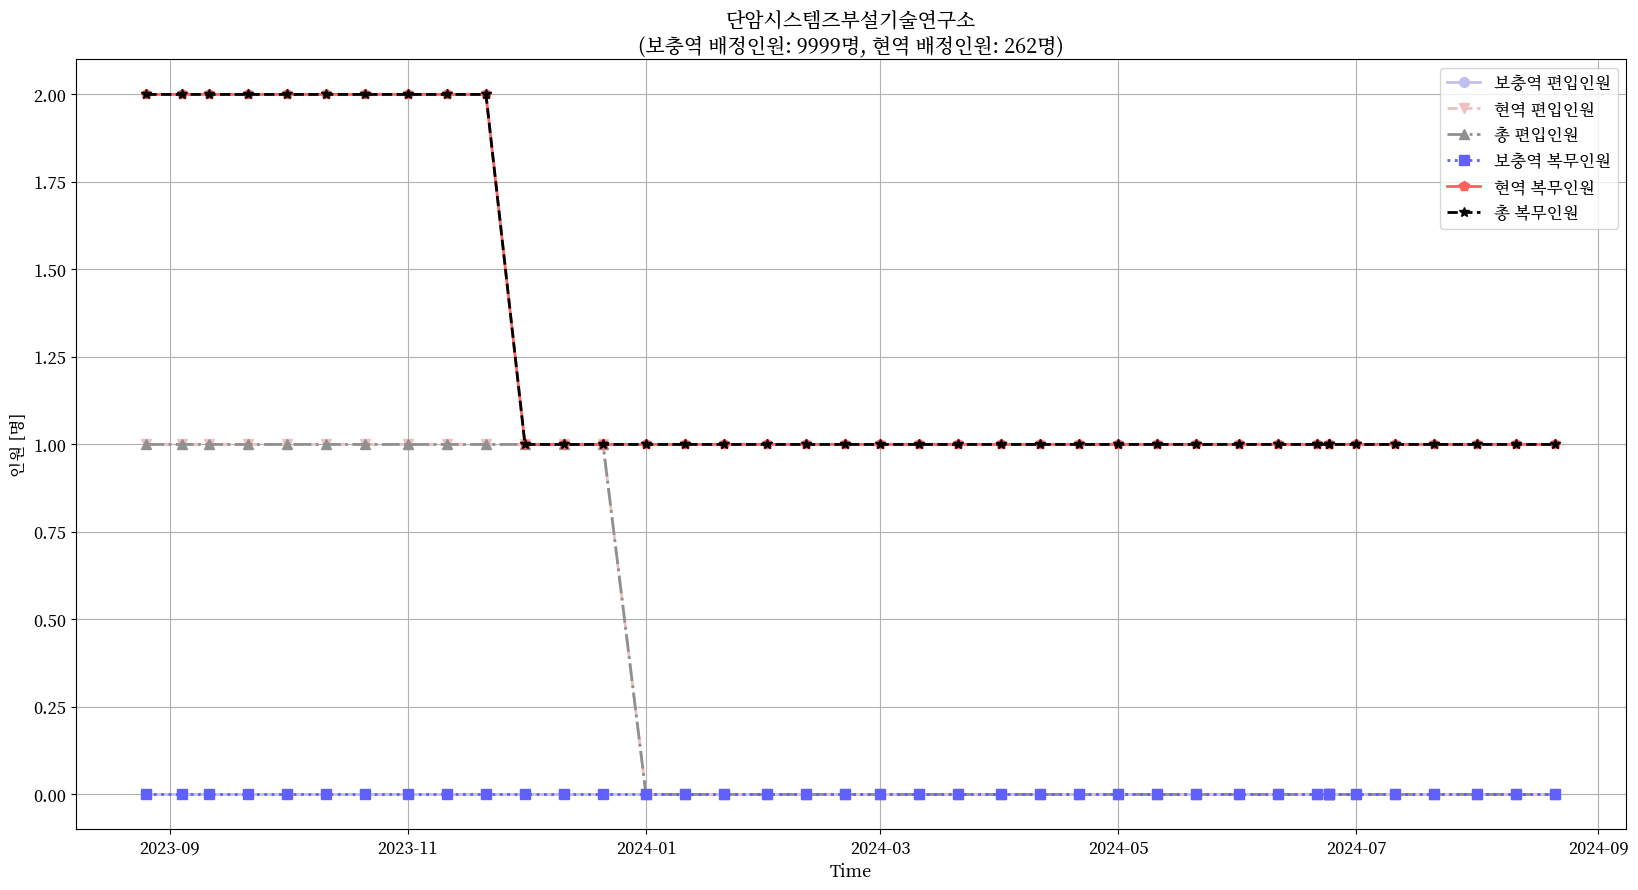 단암시스템즈부설기술연구소
(보충역 배정인원: 9999명, 현역 배정인원: 262명)
보충역 편입인원
현역 편입인원
총 편입인원
보충역 복무인원
현역 복무인원
총 복무인원
인원 [명]
2.00
1.75
1.50
1.25
1.00
0.75
0.50
0.25
0.00
2023-09
2023-11
2024-01
2024-03
2024-05
2024-07
2024-09
Time